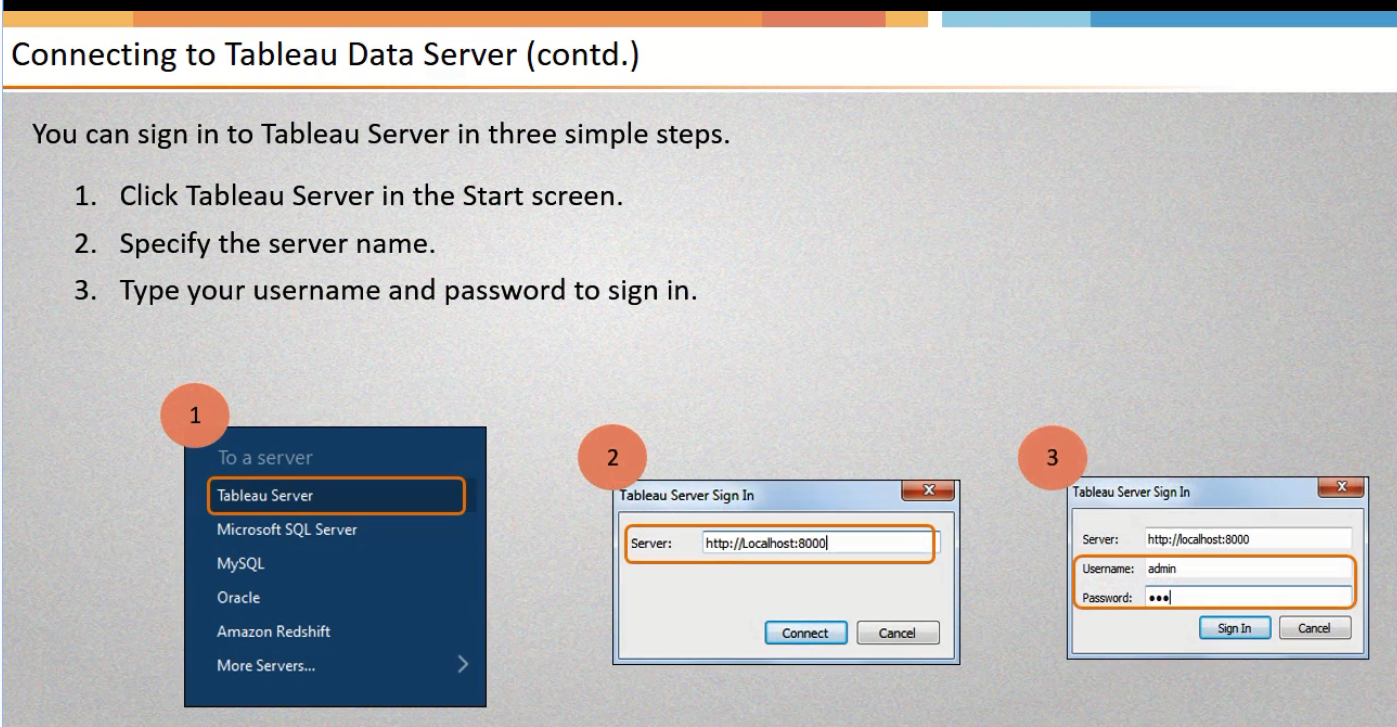 Connecting to Tableau Data Server (contd.)
You can sign in to Tableau Server in three simple steps.
1. Click Tableau Server in the Start screen.
2. Specify the server name.
3. Type your username and password to sign in.
1
To a server
Tableau Server
Microsoft SQL Server
MySQL
Oracle
Amazon Redshift
More Servers...
2
Tableau Server Sign In
X
Server: http://Localhost:8000
Connect Cancel
3
Tableau Server Sign In
X
Server: http://localhost:8000
Username: admin
Password: •••
Sign In Cancel